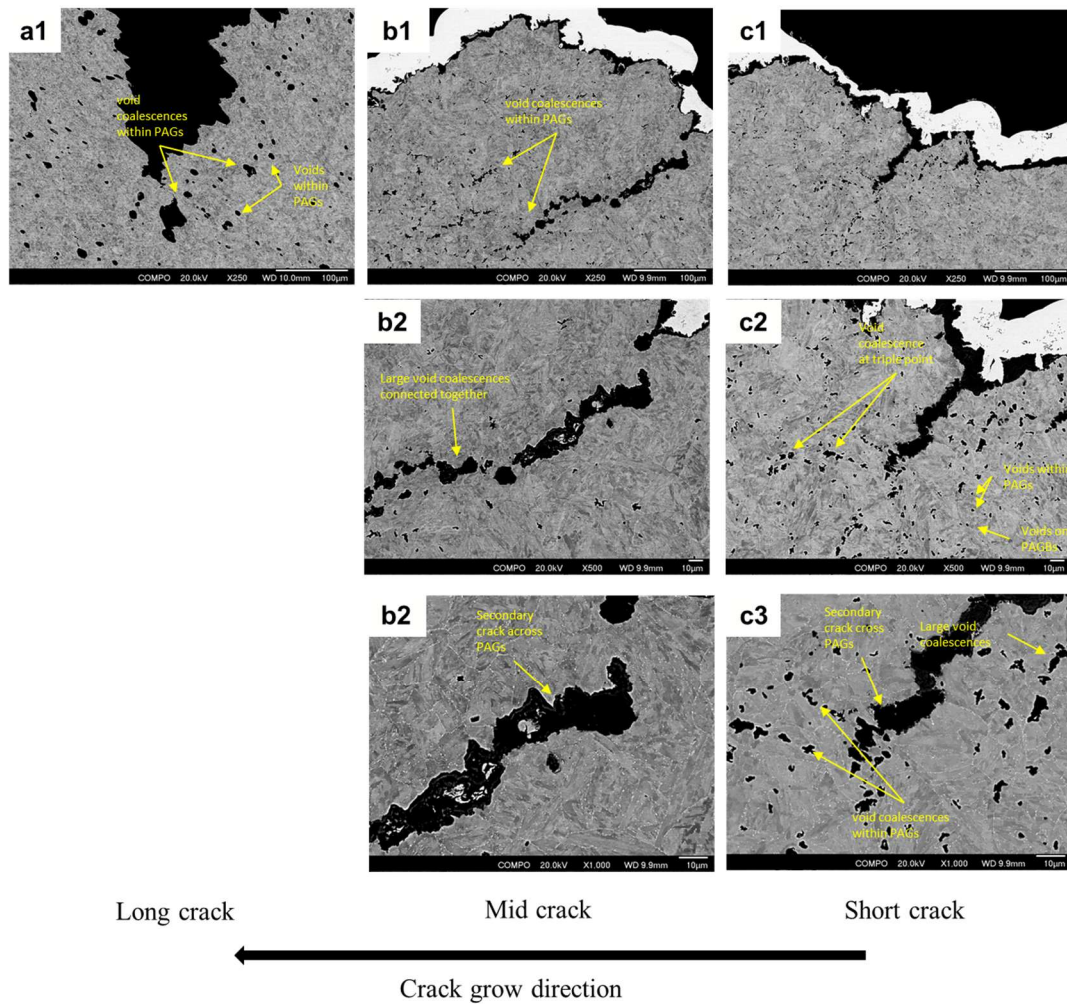 a1
void
coalescences
within PAGs
Voids
within
PAGs
COMPO 20.0kV X250 WD 10.0mm 100µm
b1
void coalescences
within PAGs
COMPO 20.0kV X250 WD 9.9mm 100µm
c1
COMPO 20.0kV X250 WD 9.9mm 100µm
b2
Large void coalescences
connected together
COMPO 20.0kV X500 WD 9.9mm 10µm
c2
Void
coalescence
at triple point
Voids within
PAGs
Voids on
PAGBs
COMPO 20.0kV X500 WD 9.9mm 10µm
b2
Secondary
crack across
PAGs
COMPO 20.0kV X1,000 WD 9.9mm 10µm
c3
Secondary
crack cross
PAGs
Large void
coalescences
void coalescences
within PAGs
COMPO 20.0kV X1,000 WD 9.9mm 10µm
Long crack
Mid crack
Short crack
Crack grow direction